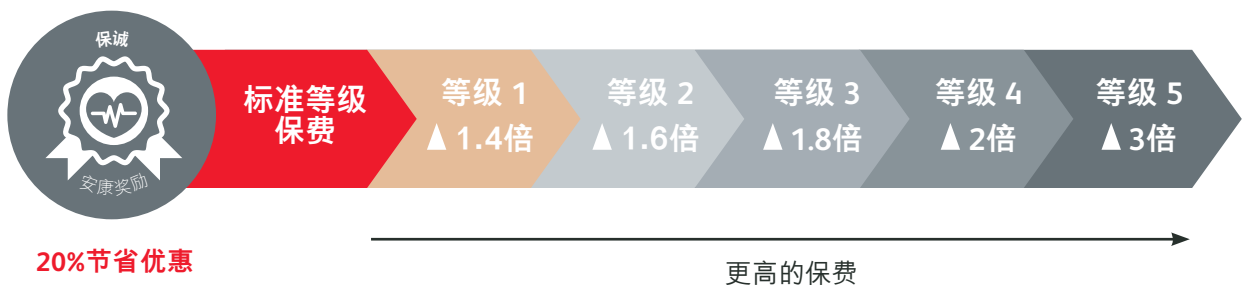 保诚
安康奖励
20%节省优惠
标准等级
保费
等级 1
▲ 1.4倍
等级 2
▲ 1.6倍
等级 3
▲ 1.8倍
等级 4
▲ 2倍
等级 5
▲ 3倍
更高的保费